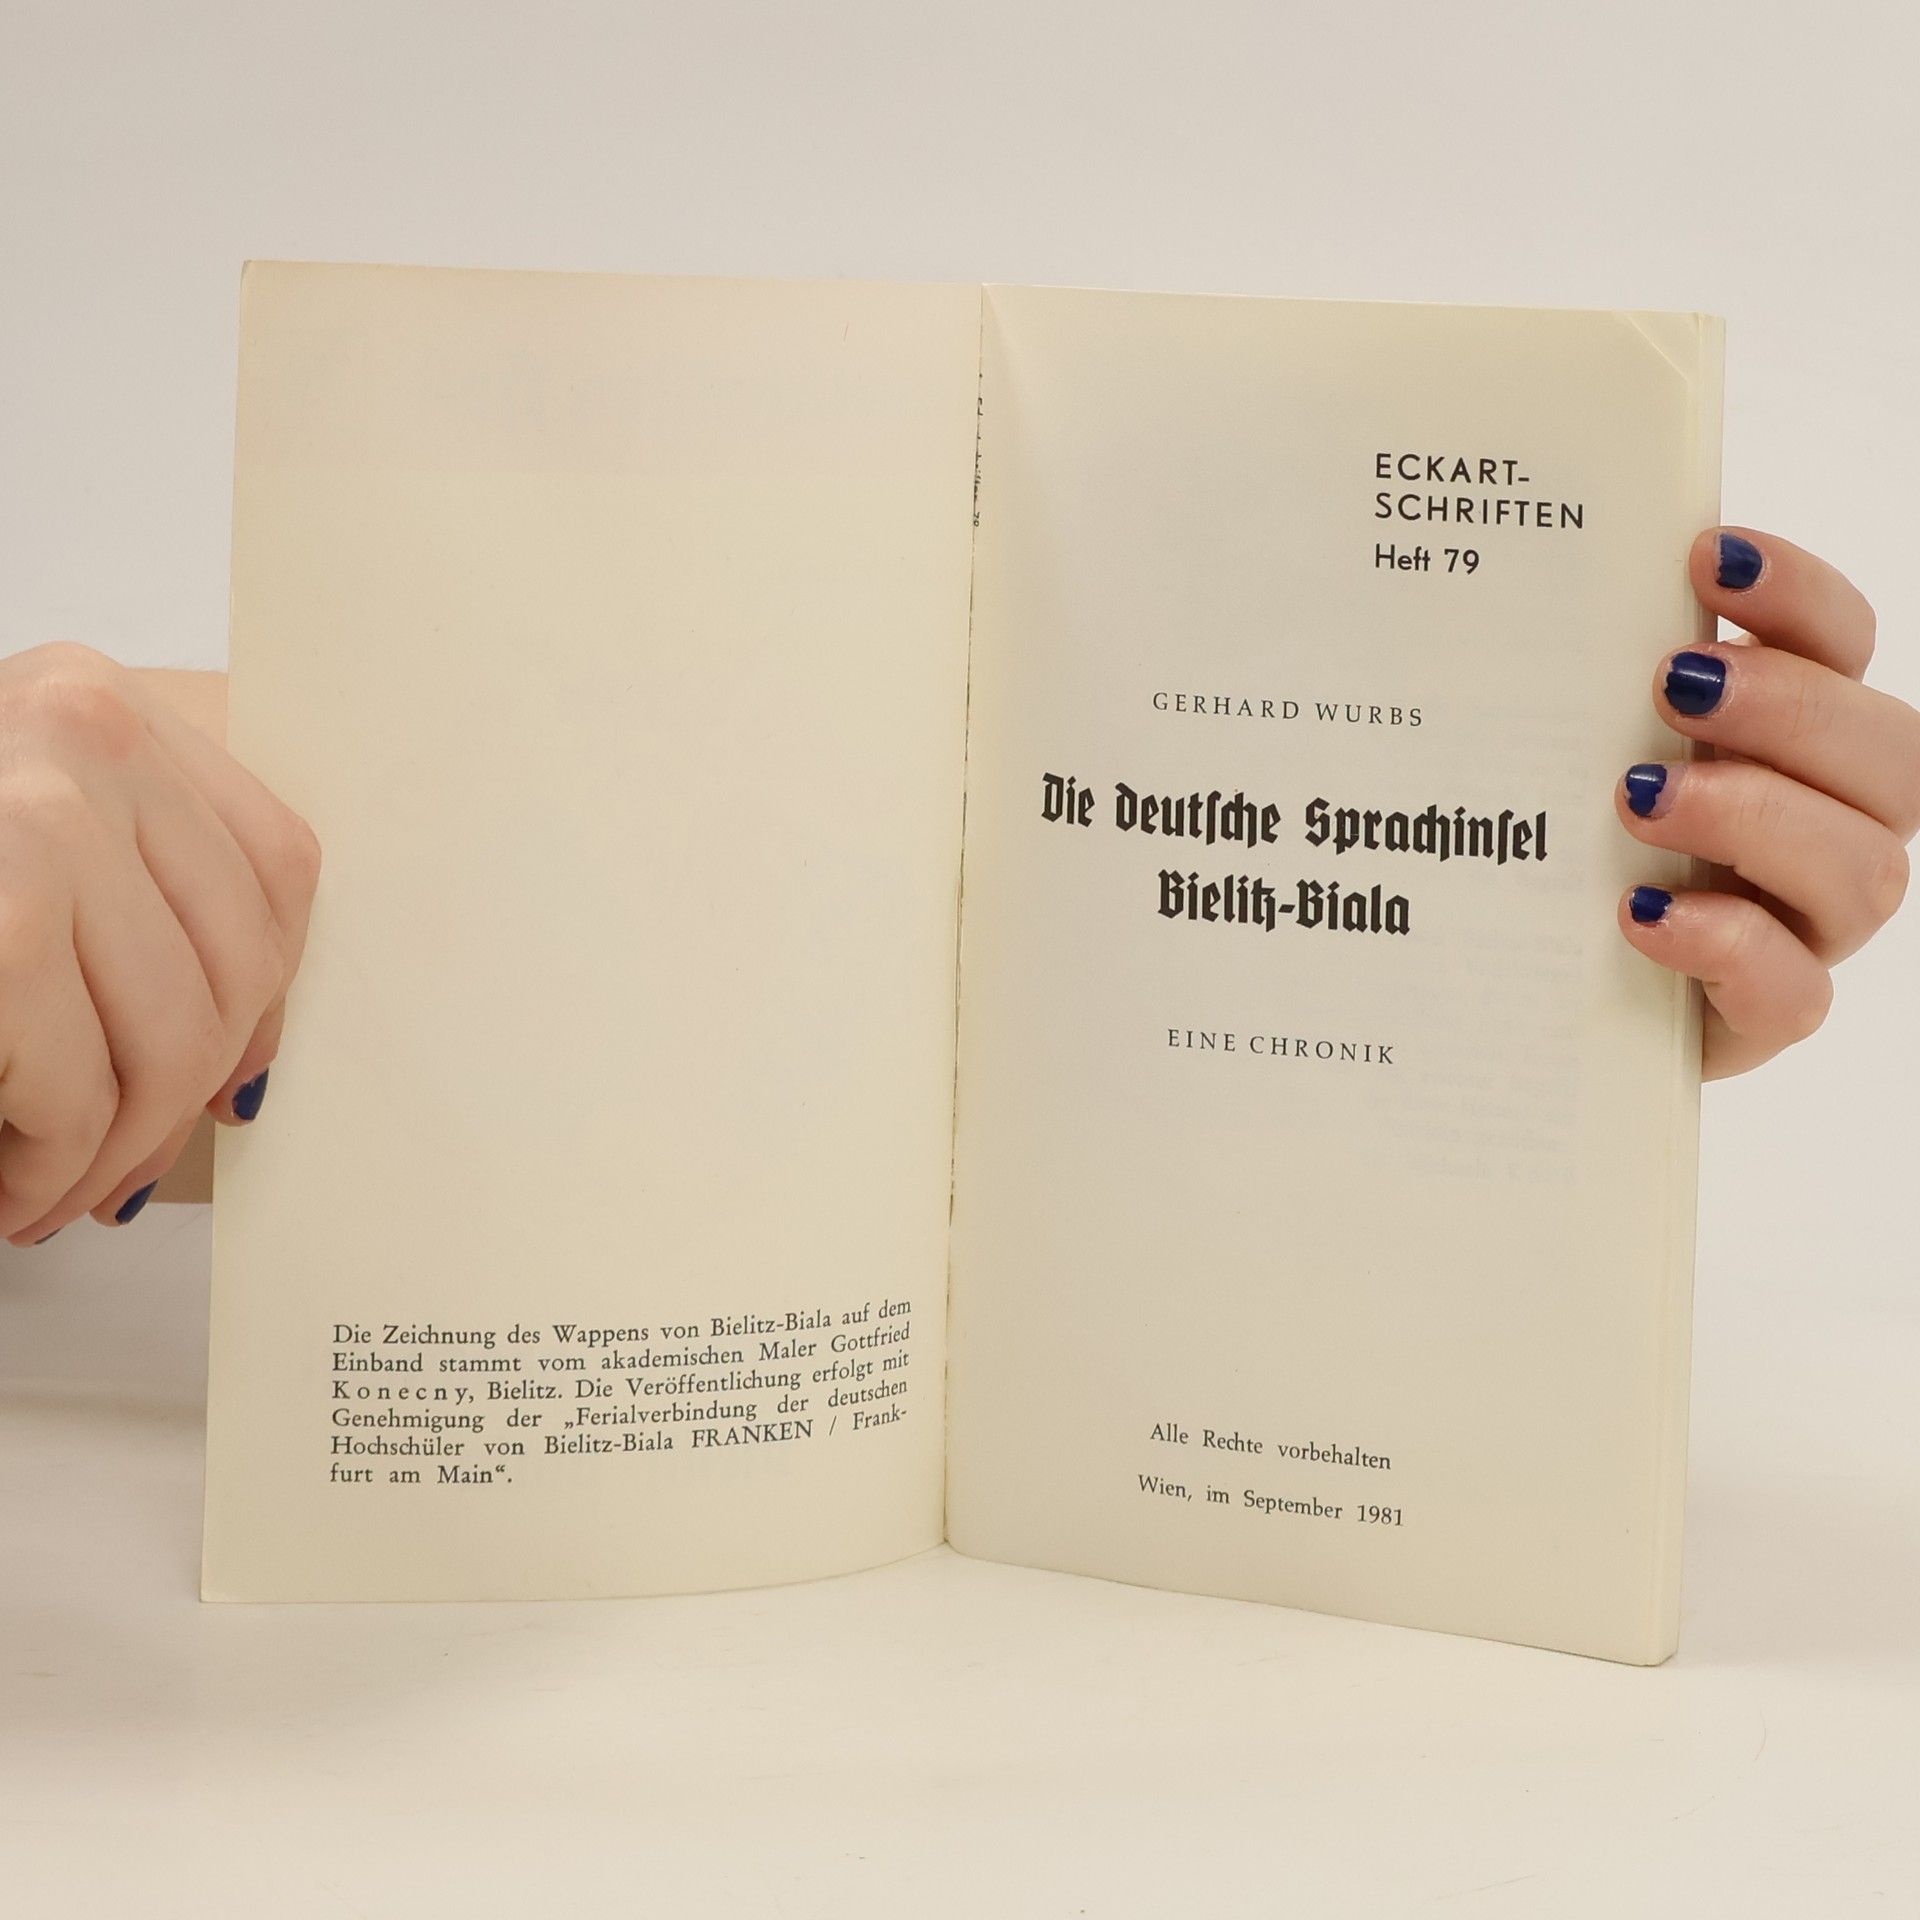 Die Zeichnung des Wappens von Bielitz-Biala auf dem
Einband stammt vom akademischen Maler Gottfried
K o n e c n y, Bielitz. Die Veröffentlichung erfolgt mit
Genehmigung der „Ferialverbindung der deutschen
Hochschüler von Bielitz-Biala FRANKEN / Frank-
furt am Main“.
ECKART-
SCHRIFTEN
Heft 79
GERHARD WURBS
Die deutſche Sprachinſel
Bielitz-Biala
EINE CHRONIK
Alle Rechte vorbehalten
Wien, im September 1981